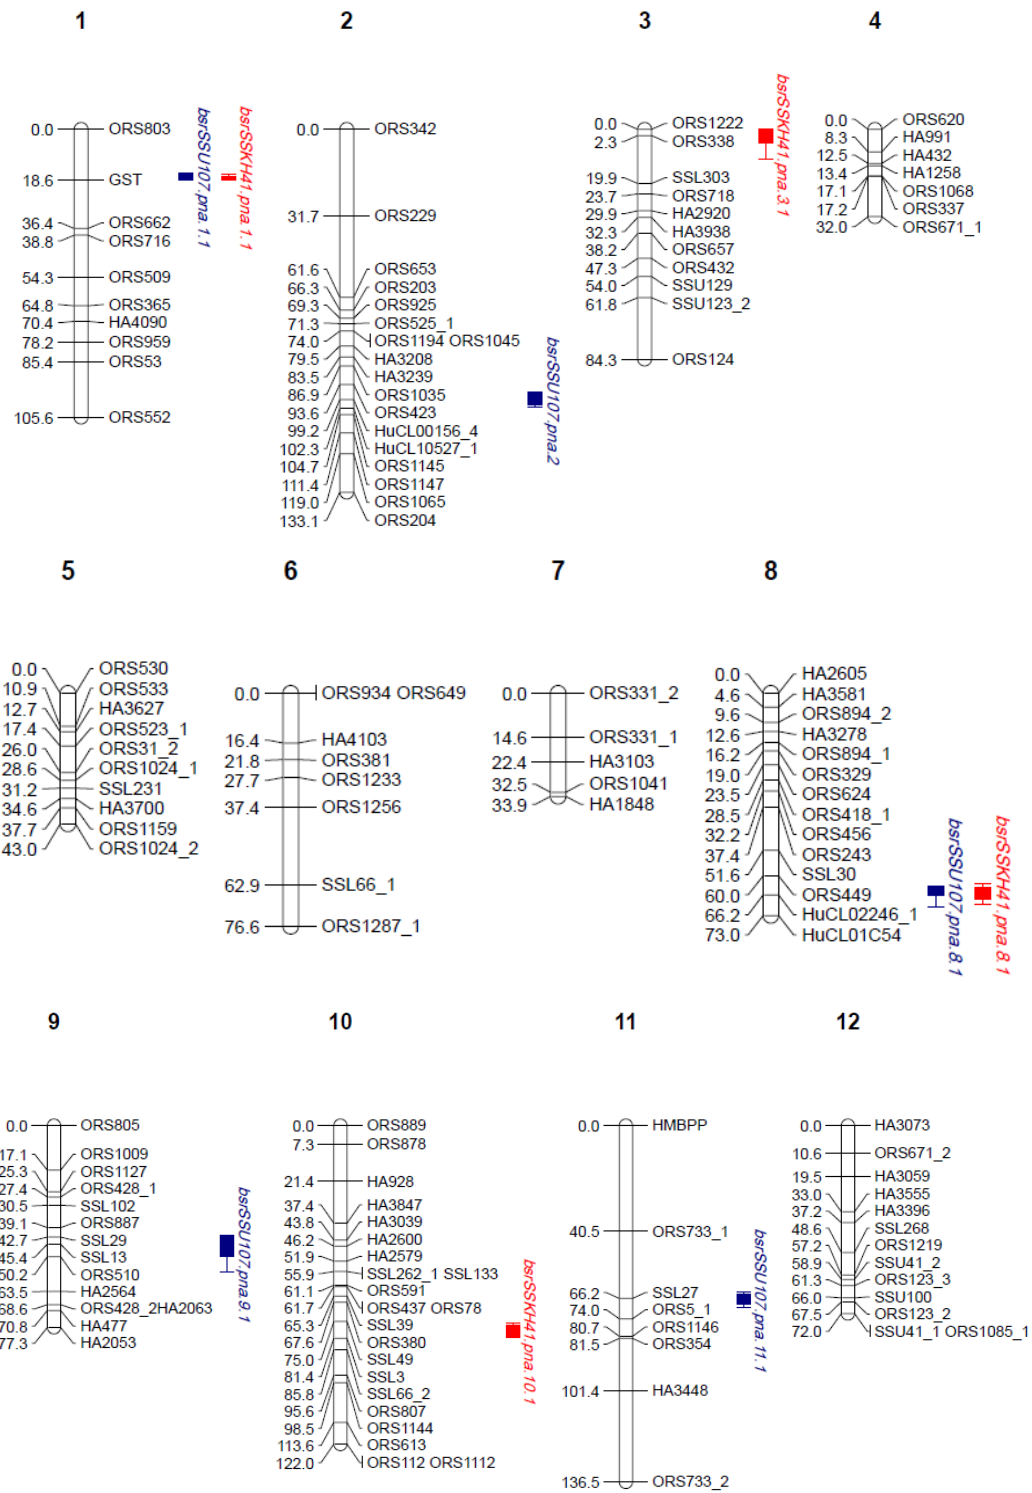 1 2 3 4
0.0 ORS803
18.6 GST
36.4 ORS662
38.8 ORS716
54.3 ORS509
64.8 ORS365
70.4 HA4090
78.2 ORS959
85.4 ORS53
105.6 ORS552
bsrSSU107.pna.1.1
bsrSSKH41.pna.1.1
0.0 ORS342
31.7 ORS229
61.6 ORS653
66.3 ORS203
69.3 ORS925
71.3 ORS525_1
74.0 ORS1194 ORS1045
79.5 HA3208
83.5 HA3239
86.9 ORS1035
93.6 ORS423
99.2 HuCL00156_4
102.3 HuCL10527_1
104.7 ORS1145
111.4 ORS1147
119.0 ORS1065
133.1 ORS204
bsrSSU107.pna.2
0.0 ORS1222
2.3 ORS338
19.9 SSL303
23.7 ORS718
29.9 HA2920
32.3 HA3938
38.2 ORS657
47.3 ORS432
54.0 SSU129
61.8 SSU123_2
84.3 ORS124
bsrSSKH41.pna.3.1
0.0 ORS620
8.3 HA991
12.5 HA432
13.4 HA1258
17.1 ORS1068
17.2 ORS337
32.0 ORS671_1
5 6 7 8
0.0 ORS530
10.9 ORS533
12.7 HA3627
17.4 ORS523_1
26.0 ORS31_2
28.6 ORS1024_1
31.2 SSL231
34.6 HA3700
37.7 ORS1159
43.0 ORS1024_2
0.0 ORS934 ORS649
16.4 HA4103
21.8 ORS381
27.7 ORS1233
37.4 ORS1256
62.9 SSL66_1
76.6 ORS1287_1
0.0 ORS331_2
14.6 ORS331_1
22.4 HA3103
32.5 ORS1041
33.9 HA1848
0.0 HA2605
4.6 HA3581
9.6 ORS894_2
12.6 HA3278
16.2 ORS894_1
19.0 ORS329
23.5 ORS624
28.5 ORS418_1
32.2 ORS456
37.4 ORS243
51.6 SSL30
60.0 ORS449
66.2 HuCL02246_1
73.0 HuCL01C54
bsrSSU107.pna.8.1
bsrSSKH41.pna.8.1
9 10 11 12
0.0 ORS805
17.1 ORS1009
25.3 ORS1127
27.4 ORS428_1
30.5 SSL102
39.1 ORS887
42.7 SSL29
45.4 SSL13
50.2 ORS510
63.5 HA2564
68.6 ORS428_2HA2063
70.8 HA477
77.3 HA2053
bsrSSU107.pna.9.1
0.0 ORS889
7.3 ORS878
21.4 HA928
37.4 HA3847
43.8 HA3039
46.2 HA2600
51.9 HA2579
55.9 SSL262_1 SSL133
61.1 ORS591
61.7 ORS437 ORS78
65.3 SSL39
67.6 ORS380
75.0 SSL49
81.4 SSL3
85.8 SSL66_2
95.6 ORS807
98.5 ORS1144
113.6 ORS613
122.0 ORS112 ORS1112
bsrSSKH41.pna.10.1
0.0 HMBPP
40.5 ORS733_1
66.2 SSL27
74.0 ORS5_1
80.7 ORS1146
81.5 ORS354
101.4 HA3448
136.5 ORS733_2
bsrSSU107.pna.11.1
0.0 HA3073
10.6 ORS671_2
19.5 HA3059
33.0 HA3555
37.2 HA3396
48.6 SSL268
57.2 ORS1219
58.9 SSU41_2
61.3 ORS123_3
66.0 SSU100
67.5 ORS123_2
72.0 SSU41_1 ORS1085_1